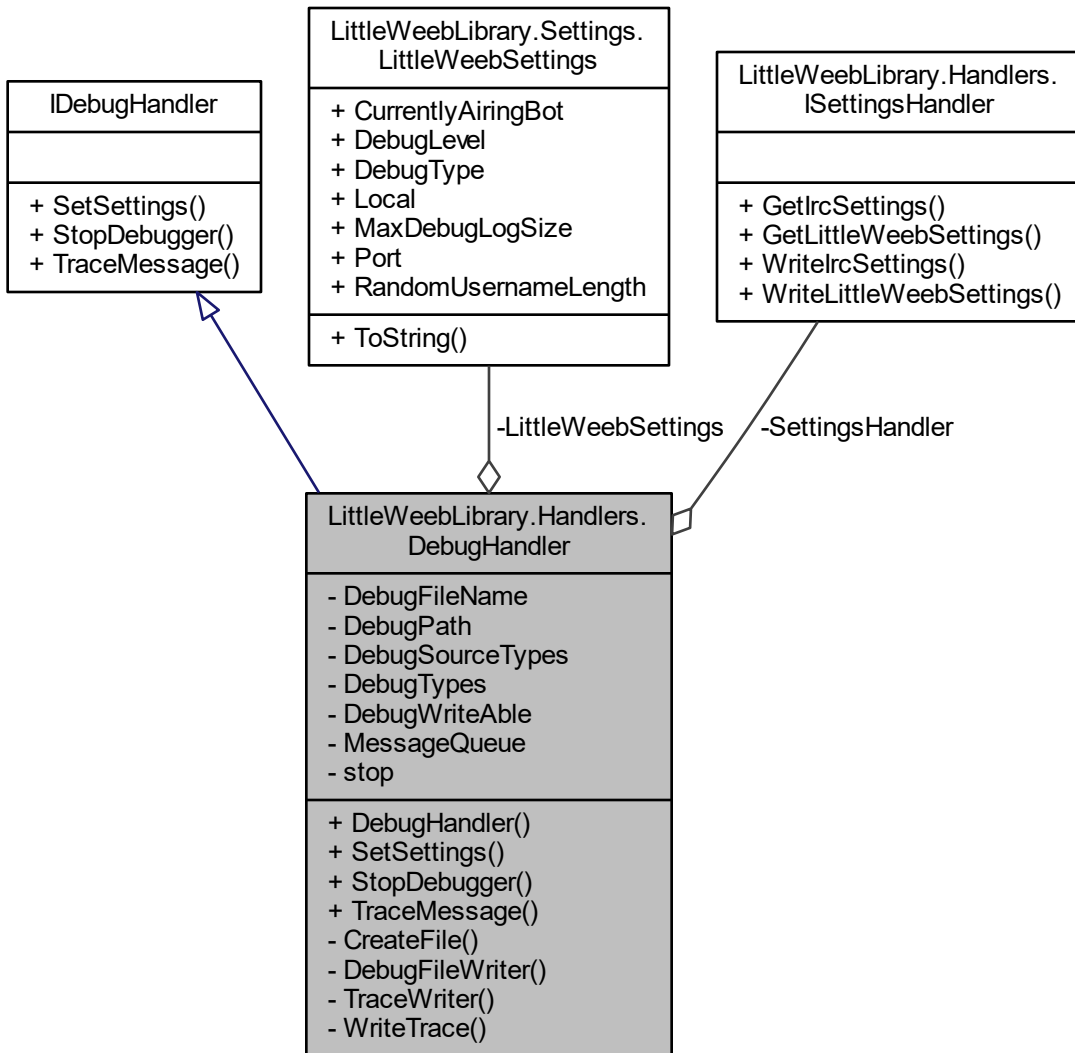 IDebugHandler
+ SetSettings()
+ StopDebugger()
+ TraceMessage()
LittleWeebLibrary.Settings.
LittleWeebSettings
+ CurrentlyAiringBot
+ DebugLevel
+ DebugType
+ Local
+ MaxDebugLogSize
+ Port
+ RandomUsernameLength
+ ToString()
LittleWeebLibrary.Handlers.
ISettingsHandler
+ GetIrcSettings()
+ GetLittleWeebSettings()
+ WriteIrcSettings()
+ WriteLittleWeebSettings()
-LittleWeebSettings
-SettingsHandler
LittleWeebLibrary.Handlers.
DebugHandler
- DebugFileName
- DebugPath
- DebugSourceTypes
- DebugTypes
- DebugWriteAble
- MessageQueue
- stop
+ DebugHandler()
+ SetSettings()
+ StopDebugger()
+ TraceMessage()
- CreateFile()
- DebugFileWriter()
- TraceWriter()
- WriteTrace()